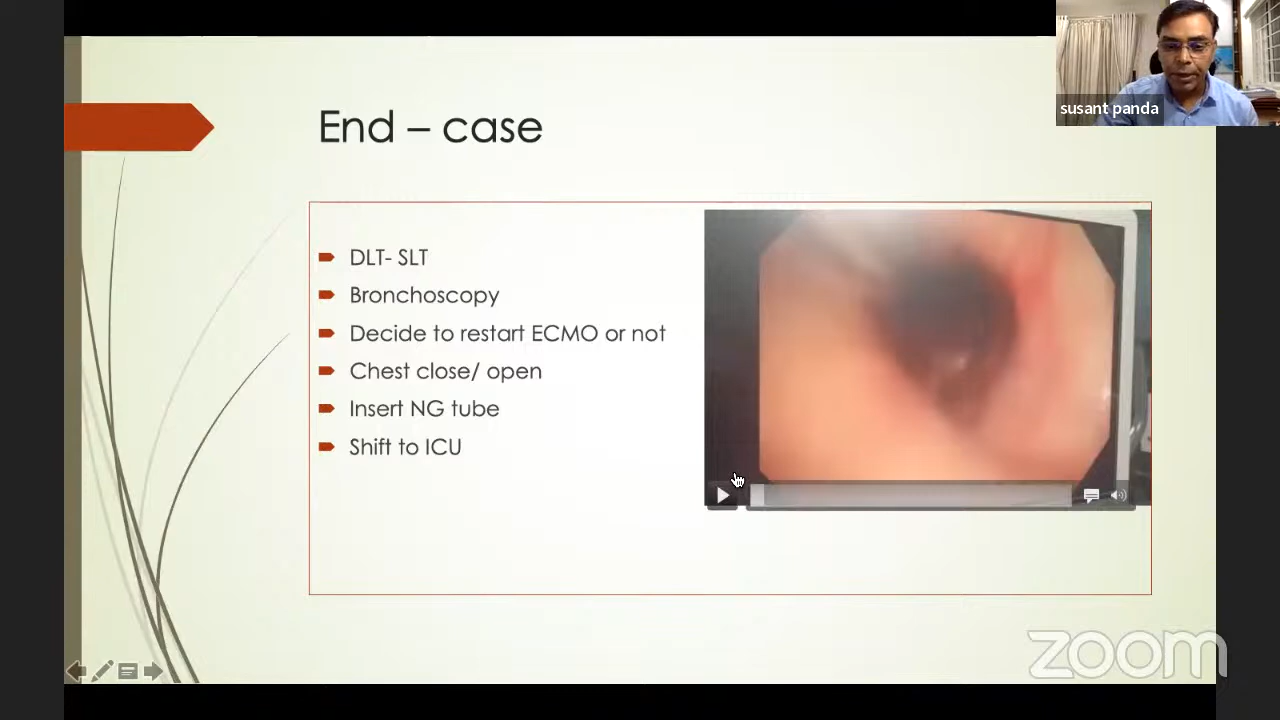 susant panda
End – case
DLT- SLT
Bronchoscopy
Decide to restart ECMO or not
Chest close/ open
Insert NG tube
Shift to ICU
zoom